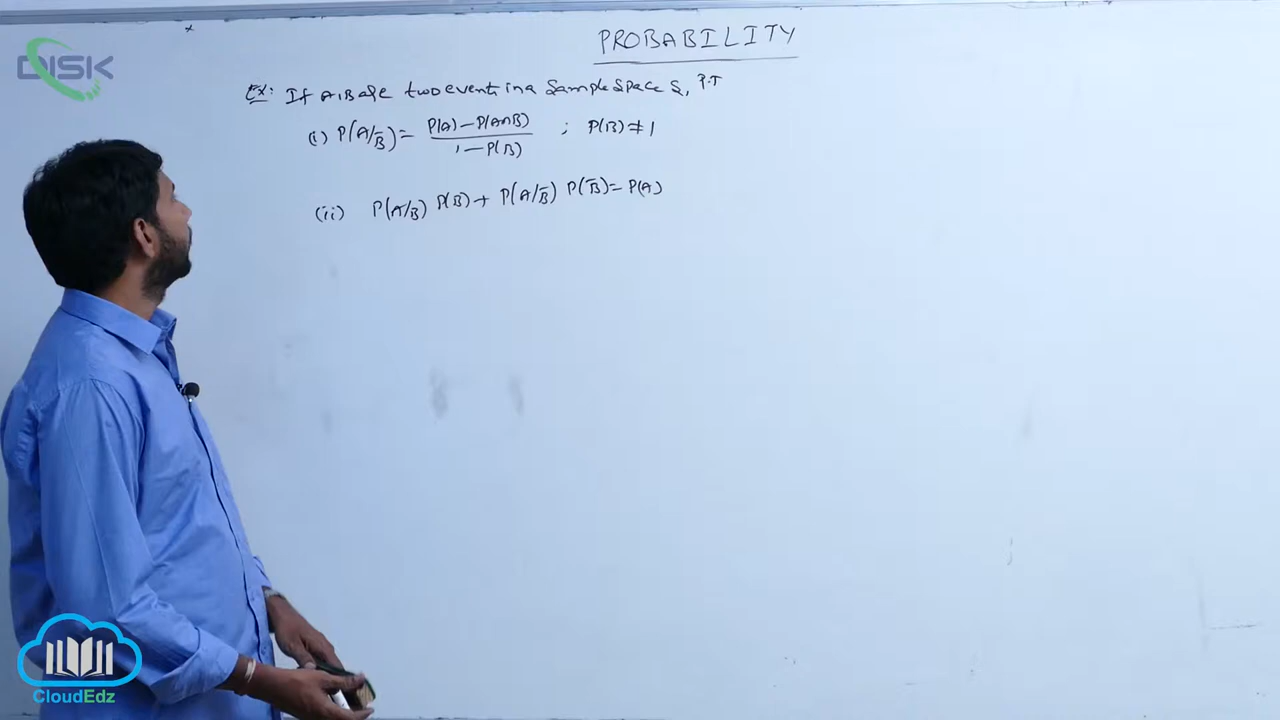 PROBABILITY
DISK
Ex: If A,B are two events in a Sample Space S, P.T
(i) P(A/B̅) = P(A) – P(A∩B) / 1 – P(B) ; P(B) ≠ 1
(ii) P(A/B) P(B) + P(A/B̅) P(B̅) = P(A)
CloudEdz